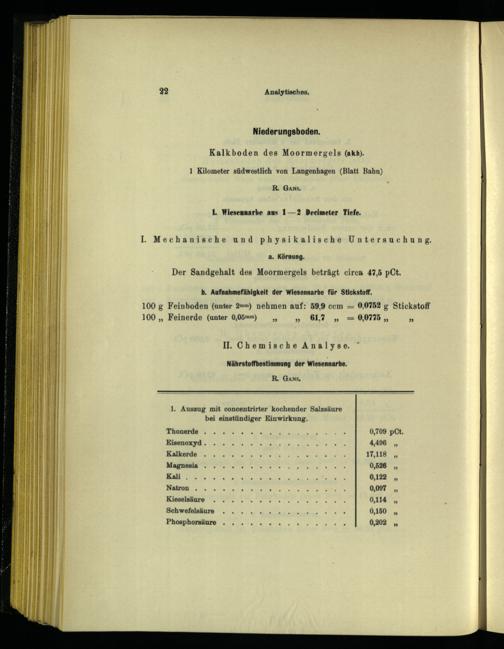 22 Analytisches.
Niederungsboden.
Kalkboden des Moormergels (akh).
1 Kilometer südwestlich von Langenhagen (Blatt Bahn)
R. Gans.
1. Wiesennarbe aus 1—2 Decimeter Tiefe.
I. Mechanische und physikalische Untersuchung.
a. Körnung.
Der Sandgehalt des Moormergels beträgt circa 47,5 pCt.
b. Aufnahmefähigkeit der Wiesennarbe für Stickstoff.
100 g Feinboden (unter 2mm) nehmen auf: 59,9 ccm = 0,0752 g Stickstoff
100 „ Feinerde (unter 0,05mm) „ „ 61,7 „ = 0,0775 „ „
II. Chemische Analyse.
Nährstoffbestimmung der Wiesennarbe.
R. Gans.
1. Auszug mit concentrirter kochender Salzsäure
bei einstündiger Einwirkung.
Thonerde . . . . . . . . . . . . . . . 0,709 pCt.
Eisenoxyd . . . . . . . . . . . . . . . 4,496 „
Kalkerde . . . . . . . . . . . . . . . 17,118 „
Magnesia . . . . . . . . . . . . . . . 0,526 „
Kali . . . . . . . . . . . . . . . . . 0,122 „
Natron . . . . . . . . . . . . . . . . 0,097 „
Kieselsäure . . . . . . . . . . . . . . 0,114 „
Schwefelsäure . . . . . . . . . . . . . 0,150 „
Phosphorsäure . . . . . . . . . . . . . 0,202 „